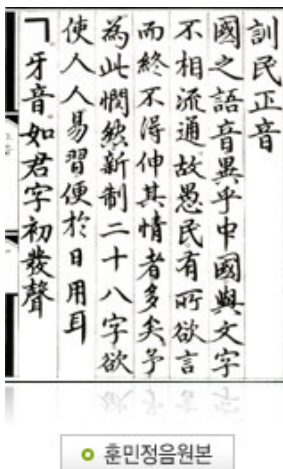 訓民正音
國之語音異乎中國與文字
不相流通故愚民有所欲言
而終不得伸其情者多矣予
為此憫然新制二十八字欲
使人人易習便於日用耳
ㄱ牙音如君字初發聲
훈민정음원본